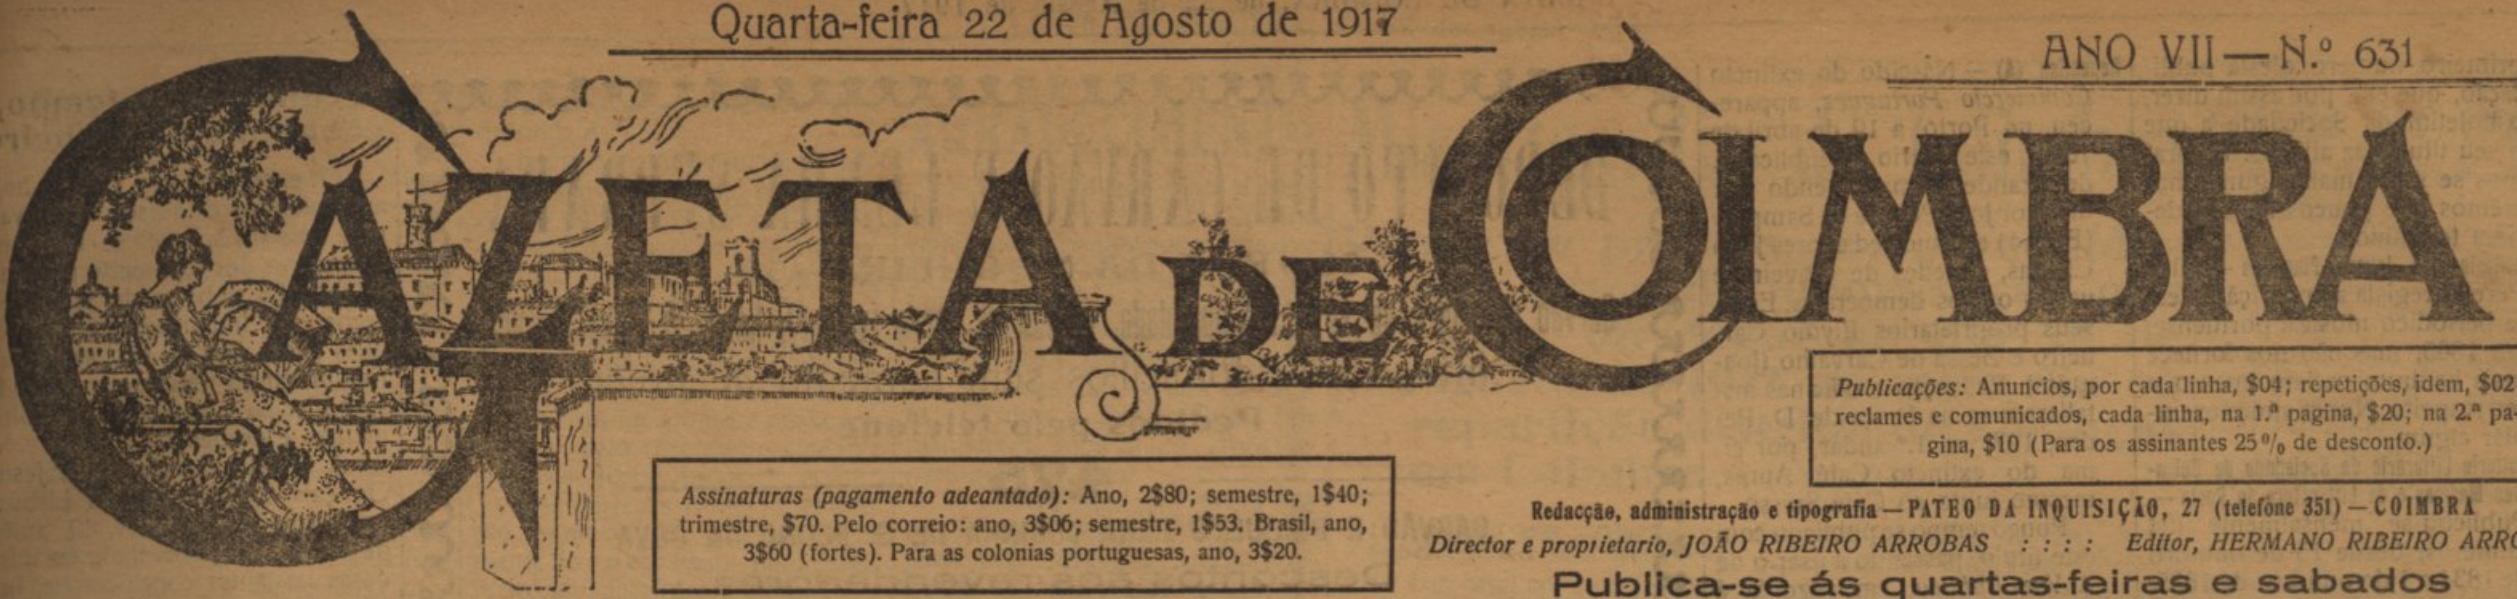 Quarta-feira 22 de Agosto de 1917
ANO VII—N.º 631
GAZETA DE COIMBRA
Publicações: Anuncios, por cada linha, $04; repetições, idem, $02
reclames e comunicados, cada linha, na 1.ª pagina, $20; na 2.ª pa-
gina, $10 (Para os assinantes 25% de desconto.)
Assinaturas (pagamento adeantado): Ano, 2$80; semestre, 1$40;
trimestre, $70. Pelo correio: ano, 3$06; semestre, 1$53. Brasil, ano,
3$60 (fortes). Para as colonias portuguesas, ano, 3$20.
Redacção, administração e tipografia—PATEO DA INQUISIÇÃO, 27 (telefóne 351)—COIMBRA
Director e proprietario, JOÃO RIBEIRO ARROBAS : : : : Editor, HERMANO RIBEIRO ARRO
Publica-se ás quartas-feiras e sabados